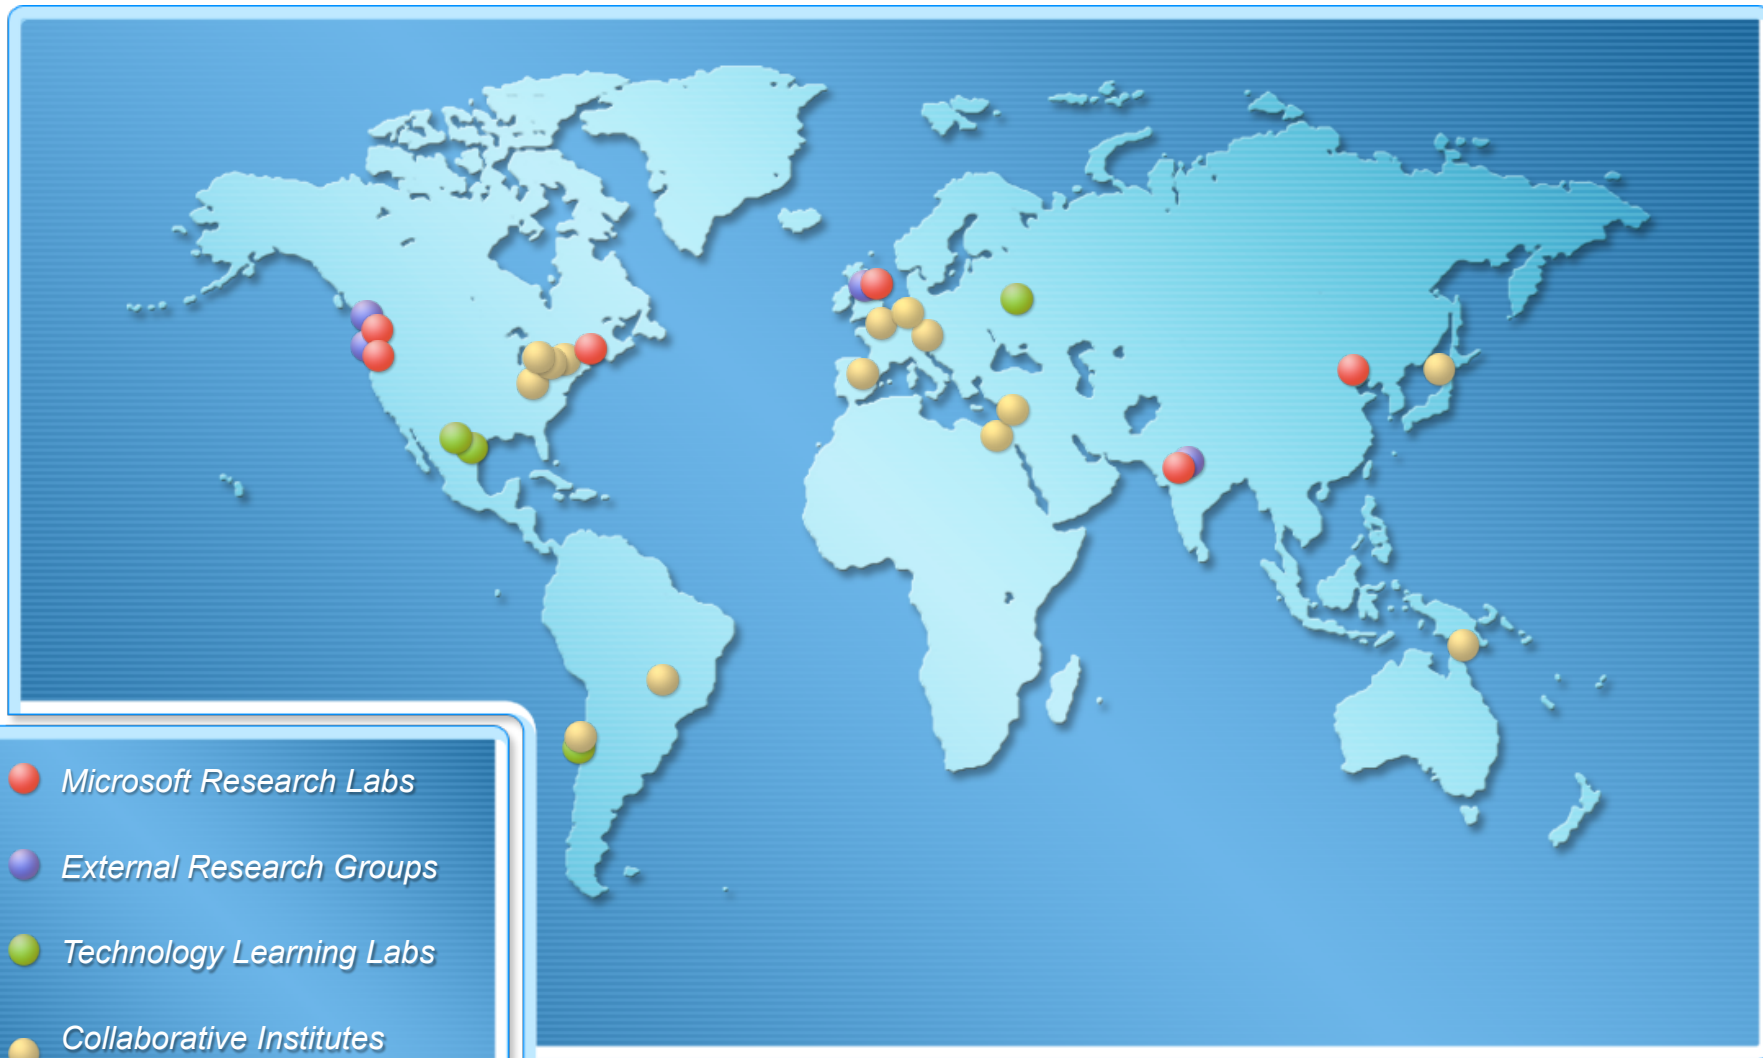 Microsoft Research Labs
External Research Groups
Technology Learning Labs
Collaborative Institutes